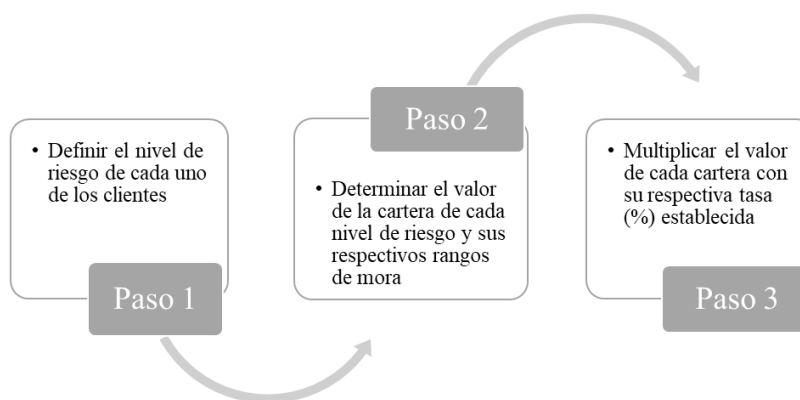 • Definir el nivel de
riesgo de cada uno
de los clientes
Paso 1
Paso 2
• Determinar el valor
de la cartera de cada
nivel de riesgo y sus
respectivos rangos
de mora
• Multiplicar el valor
de cada cartera con
su respectiva tasa
(%) establecida
Paso 3